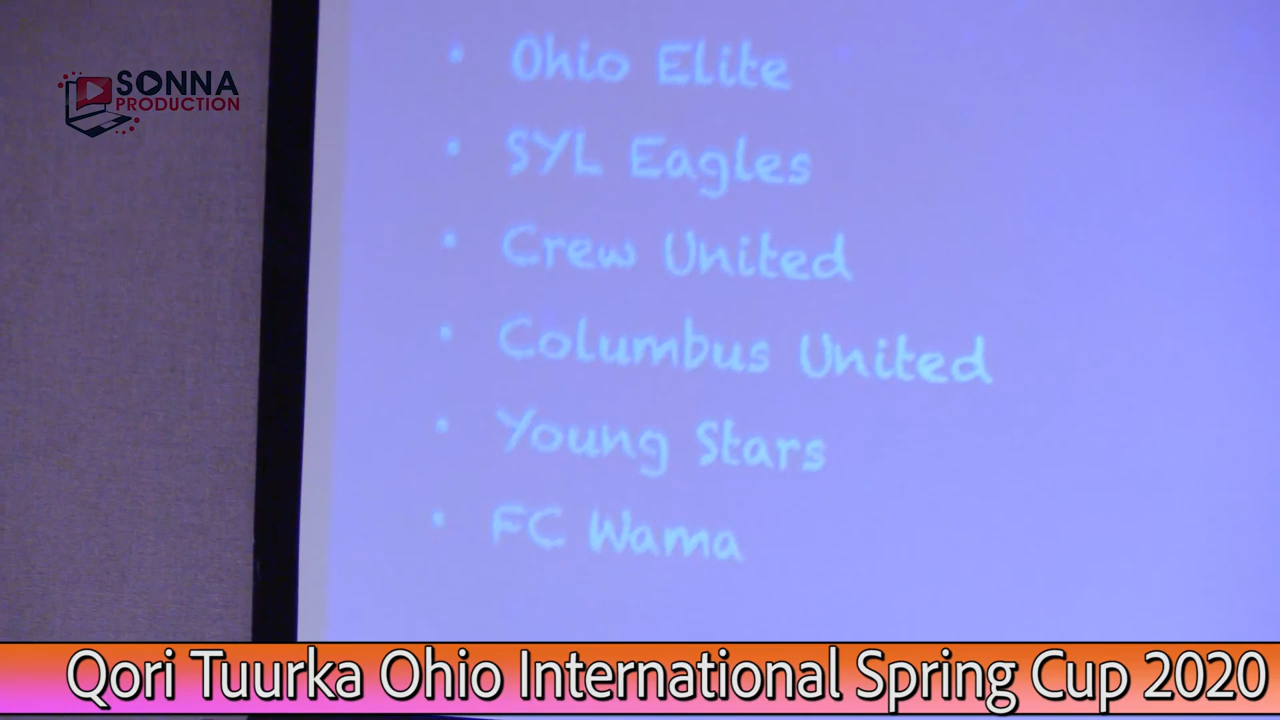 SONNA
PRODUCTION
• Ohio Elite
• SYL Eagles
• Crew United
• Columbus United
• Young Stars
• FC Wama
Qori Tuurka Ohio International Spring Cup 2020